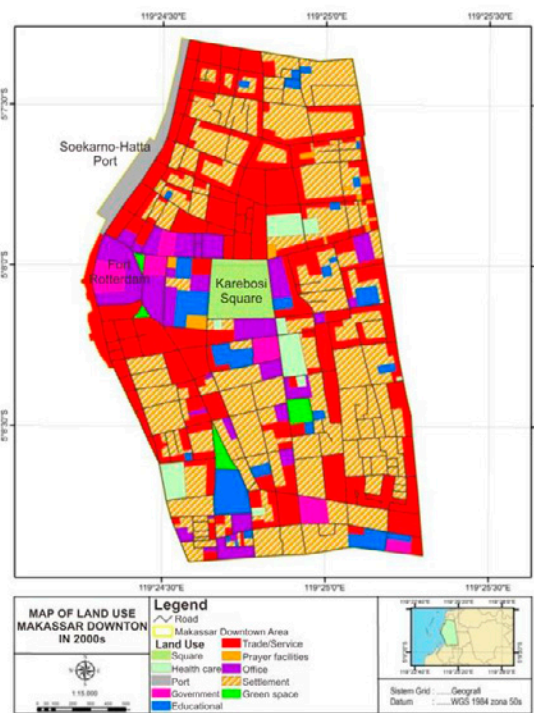 119°24'30"E
119°25'0"E
119°25'30"E
5°7'30"S
Soekarno-Hatta
Port
5°8'0"S
Fort
Rotterdam
Karebosi
Square
5°8'30"S
119°24'30"E
119°25'0"E
119°25'30"E
MAP OF LAND USE
MAKASSAR DOWNTON
IN 2000s
1:15.000
Legend
Road
Makassar Downtown Area
Land Use
Square
Health care
Port
Government
Educational
Trade/Service
Prayer facilities
Office
Settlement
Green space
Sistem Grid : ......Geografi
Datum : ......WGS 1984 zona 50s